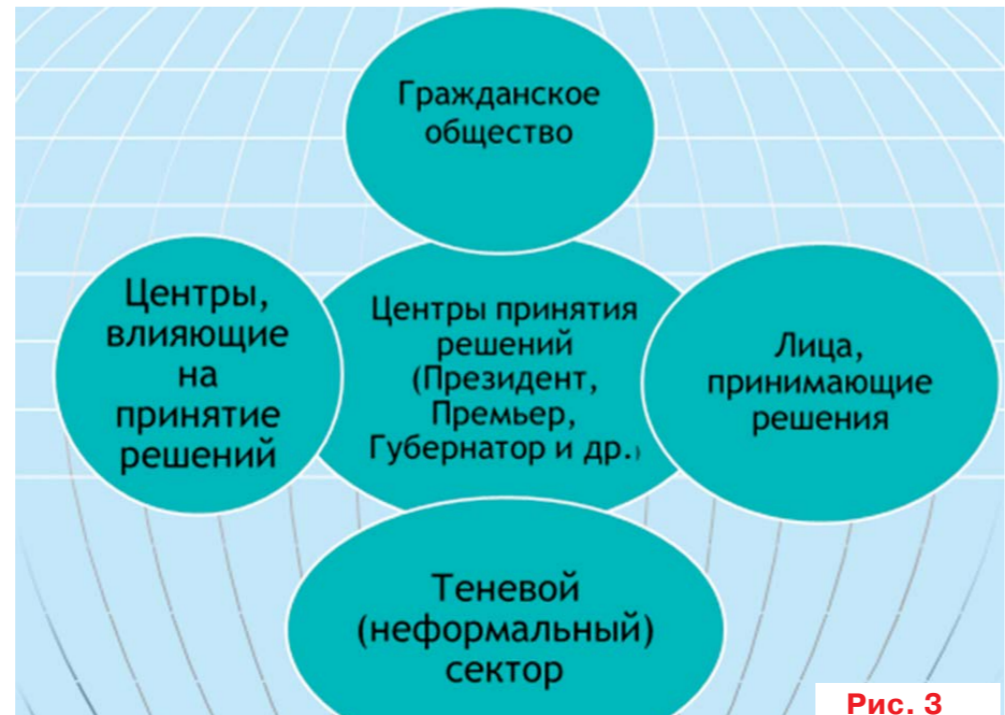 Гражданское
общество
Центры,
влияющие
на
принятие
решений
Центры принятия
решений
(Президент,
Премьер,
Губернатор и др.)
Лица,
принимающие
решения
Теневой
(неформальный)
сектор
Рис. 3